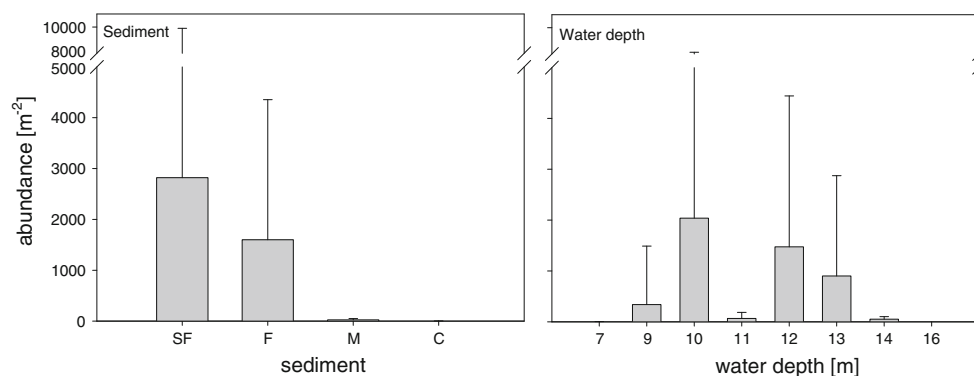 Sediment
Water depth
10000
8000
5000
4000
3000
2000
1000
0
abundance [m⁻²]
SF F M C
sediment
7 9 10 11 12 13 14 16
water depth [m]